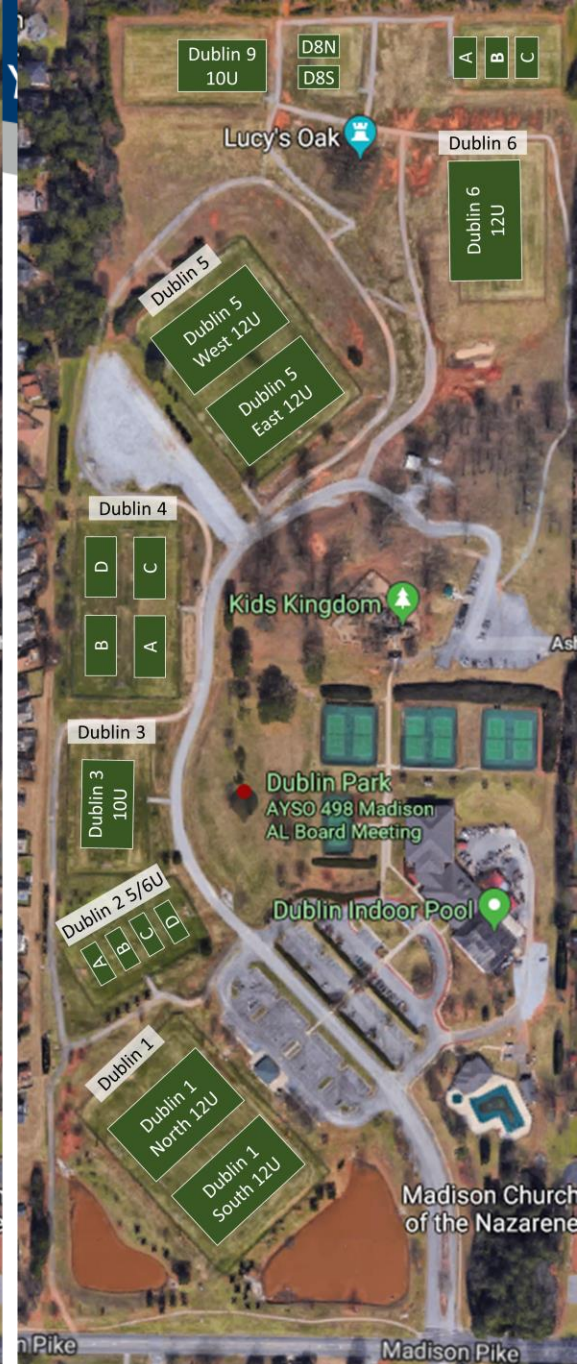 Dublin 9
10U
D8N
D8S
A
B
C
Lucy's Oak
Dublin 6
Dublin 6
12U
Dublin 5
Dublin 5
West 12U
Dublin 5
East 12U
Dublin 4
D
C
B
A
Kids Kingdom
Dublin 3
Dublin 3
10U
Dublin Park
AYSO 498 Madison
AL Board Meeting
Dublin 2 5/6U
A
B
C
D
Dublin Indoor Pool
Dublin 1
Dublin 1
North 12U
Dublin 1
South 12U
Madison Church
of the Nazarene
Pike
Madison Pike